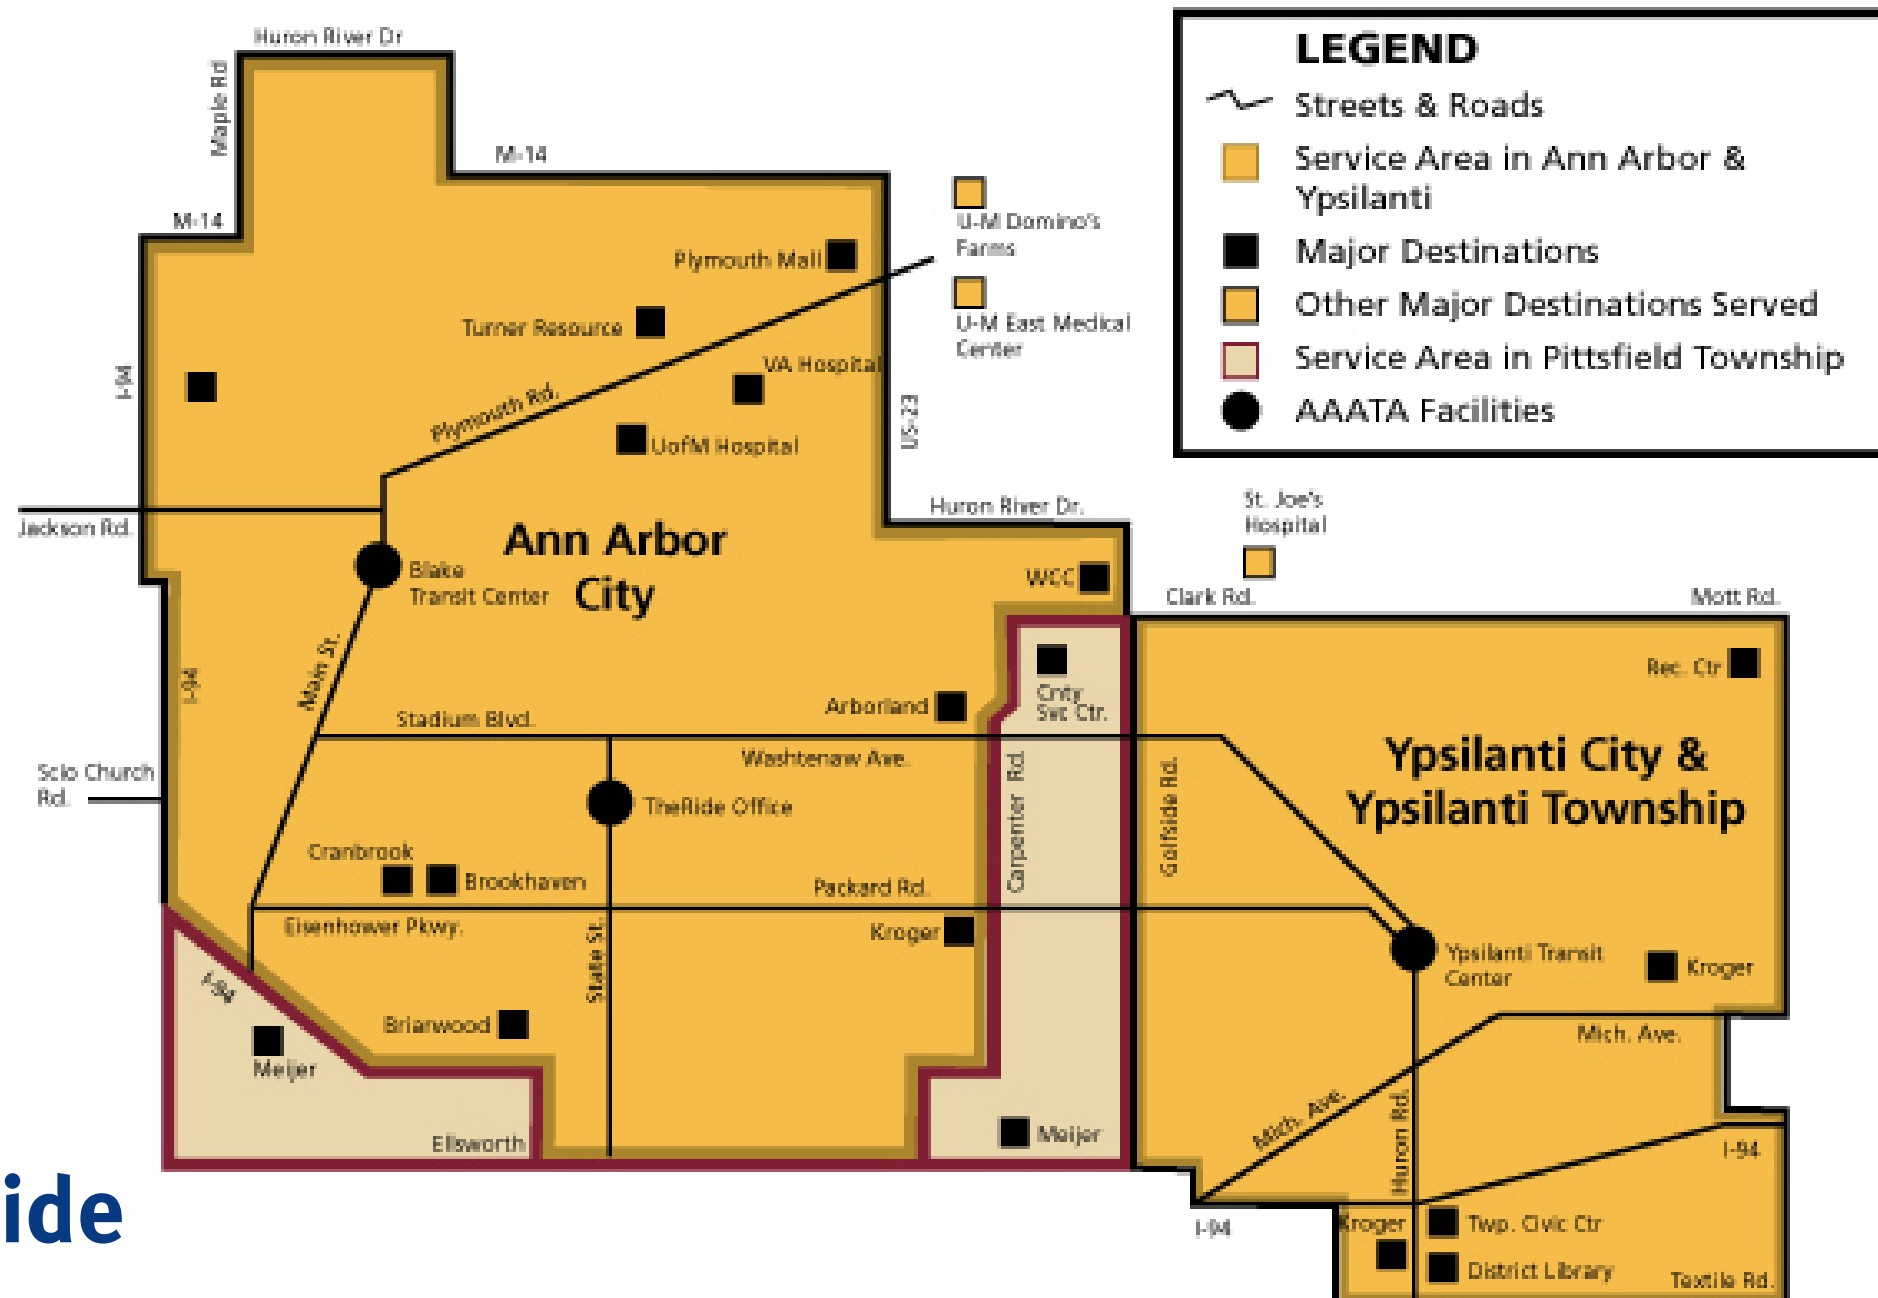 Huron River Dr
Maple Rd
M-14
M-14
LEGEND
Streets & Roads
Service Area in Ann Arbor &
Ypsilanti
Major Destinations
Other Major Destinations Served
Service Area in Pittsfield Township
AAATA Facilities
U-M Domino's
Farms
U-M East Medical
Center
Plymouth Mall
Turner Resource
VA Hospital
Plymouth Rd.
UofM Hospital
I-94
US-23
Jackson Rd.
Huron River Dr.
St. Joe's
Hospital
Ann Arbor
City
Blake
Transit Center
WCC
Clark Rd.
Mott Rd.
Rec. Ctr
Cnty
Svc Ctr.
I-94
Main St.
Arborland
Stadium Blvd.
Washtenaw Ave.
Carpenter Rd.
Golfside Rd.
Ypsilanti City &
Ypsilanti Township
Scio Church
Rd.
TheRide Office
Cranbrook
Brookhaven
Packard Rd.
Eisenhower Pkwy.
State St.
Kroger
Ypsilanti Transit
Center
Kroger
I-94
Briarwood
Meijer
Mich. Ave.
Mich. Ave.
Huron Rd.
Ellsworth
Meijer
I-94
ide
I-94
Kroger
Twp. Civic Ctr
District Library
Textile Rd.